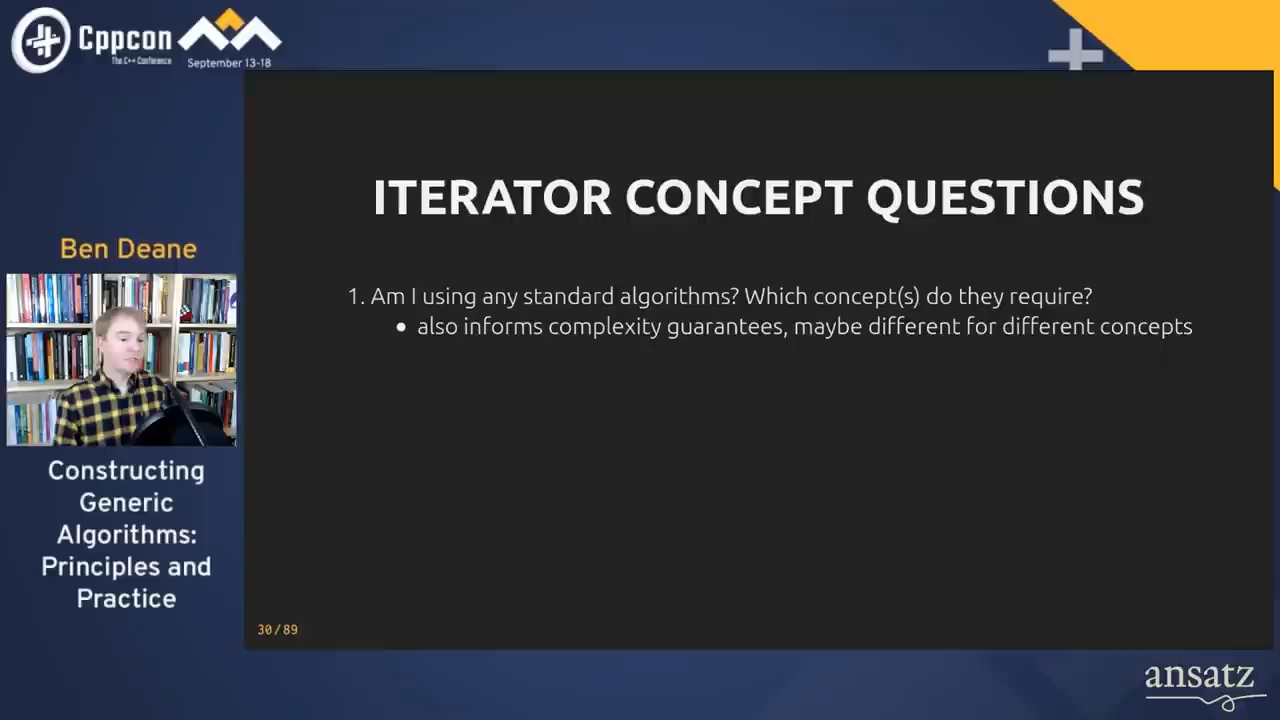 Cppcon
The C++ Conference
September 13-18
ITERATOR CONCEPT QUESTIONS
Ben Deane
1. Am I using any standard algorithms? Which concept(s) do they require?
• also informs complexity guarantees, maybe different for different concepts
Constructing
Generic
Algorithms:
Principles and
Practice
30/89
ansatz